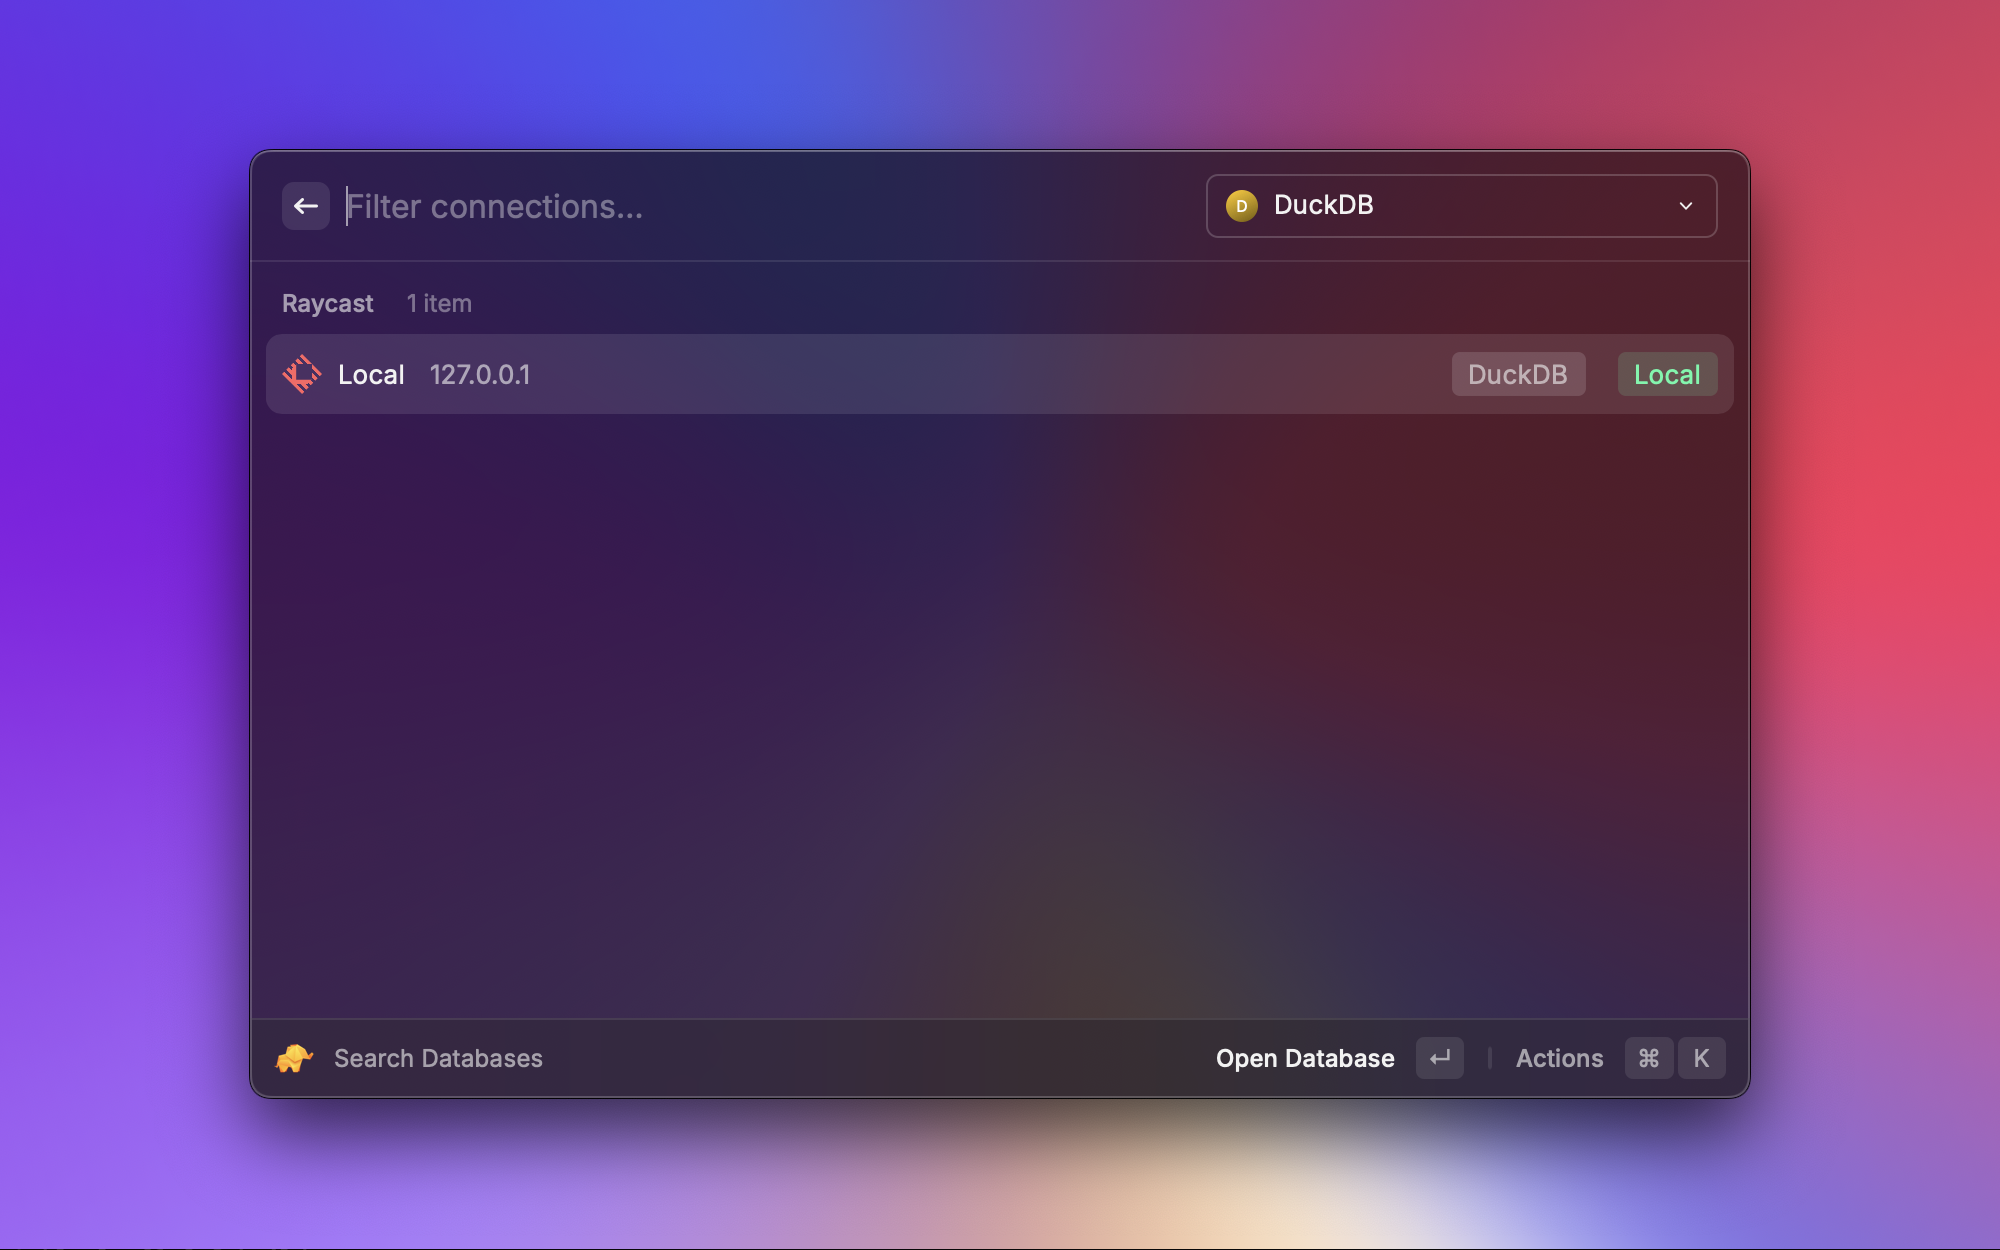 Filter connections...
D DuckDB
Raycast 1 item
Local 127.0.0.1 DuckDB Local
Search Databases Open Database ↵ Actions ⌘ K